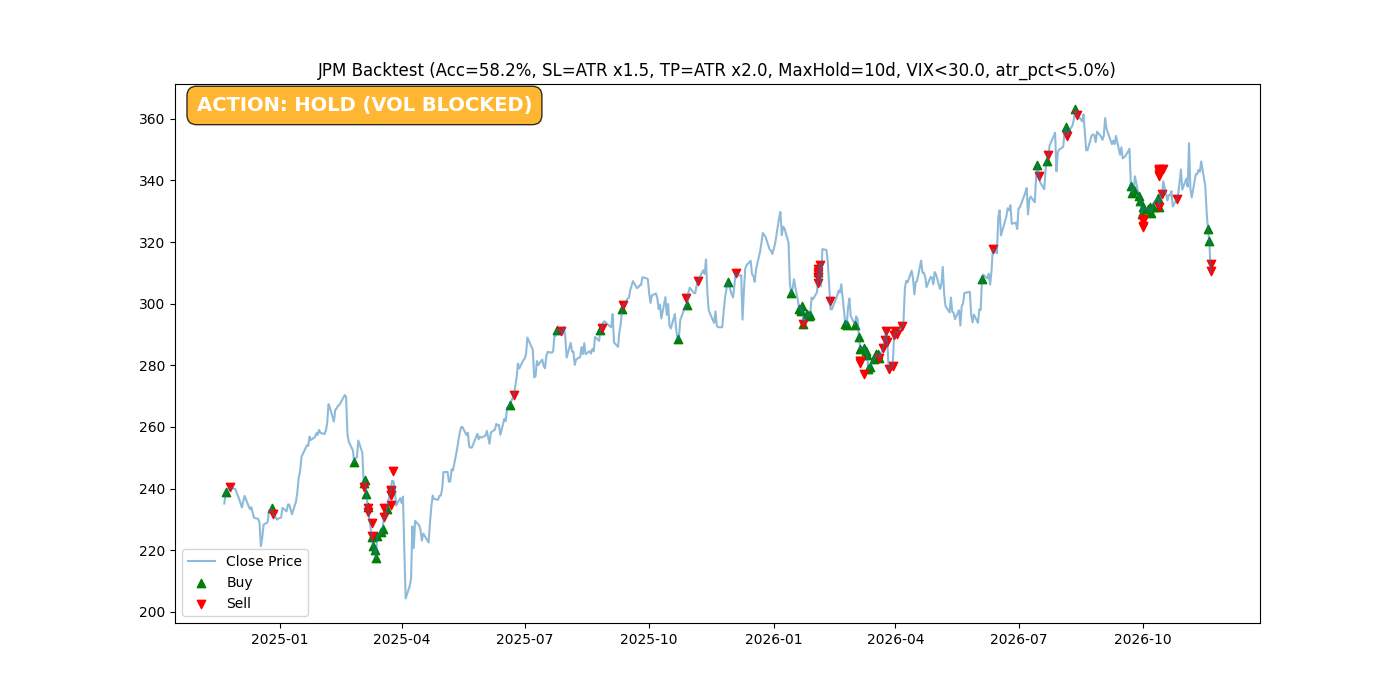 JPM Backtest (Acc=58.2%, SL=ATR x1.5, TP=ATR x2.0, MaxHold=10d, VIX<30.0, atr_pct<5.0%)
ACTION: HOLD (VOL BLOCKED)
360
340
320
300
280
260
240
220
200
Close Price
Buy
Sell
2025-01 2025-04 2025-07 2025-10 2026-01 2026-04 2026-07 2026-10